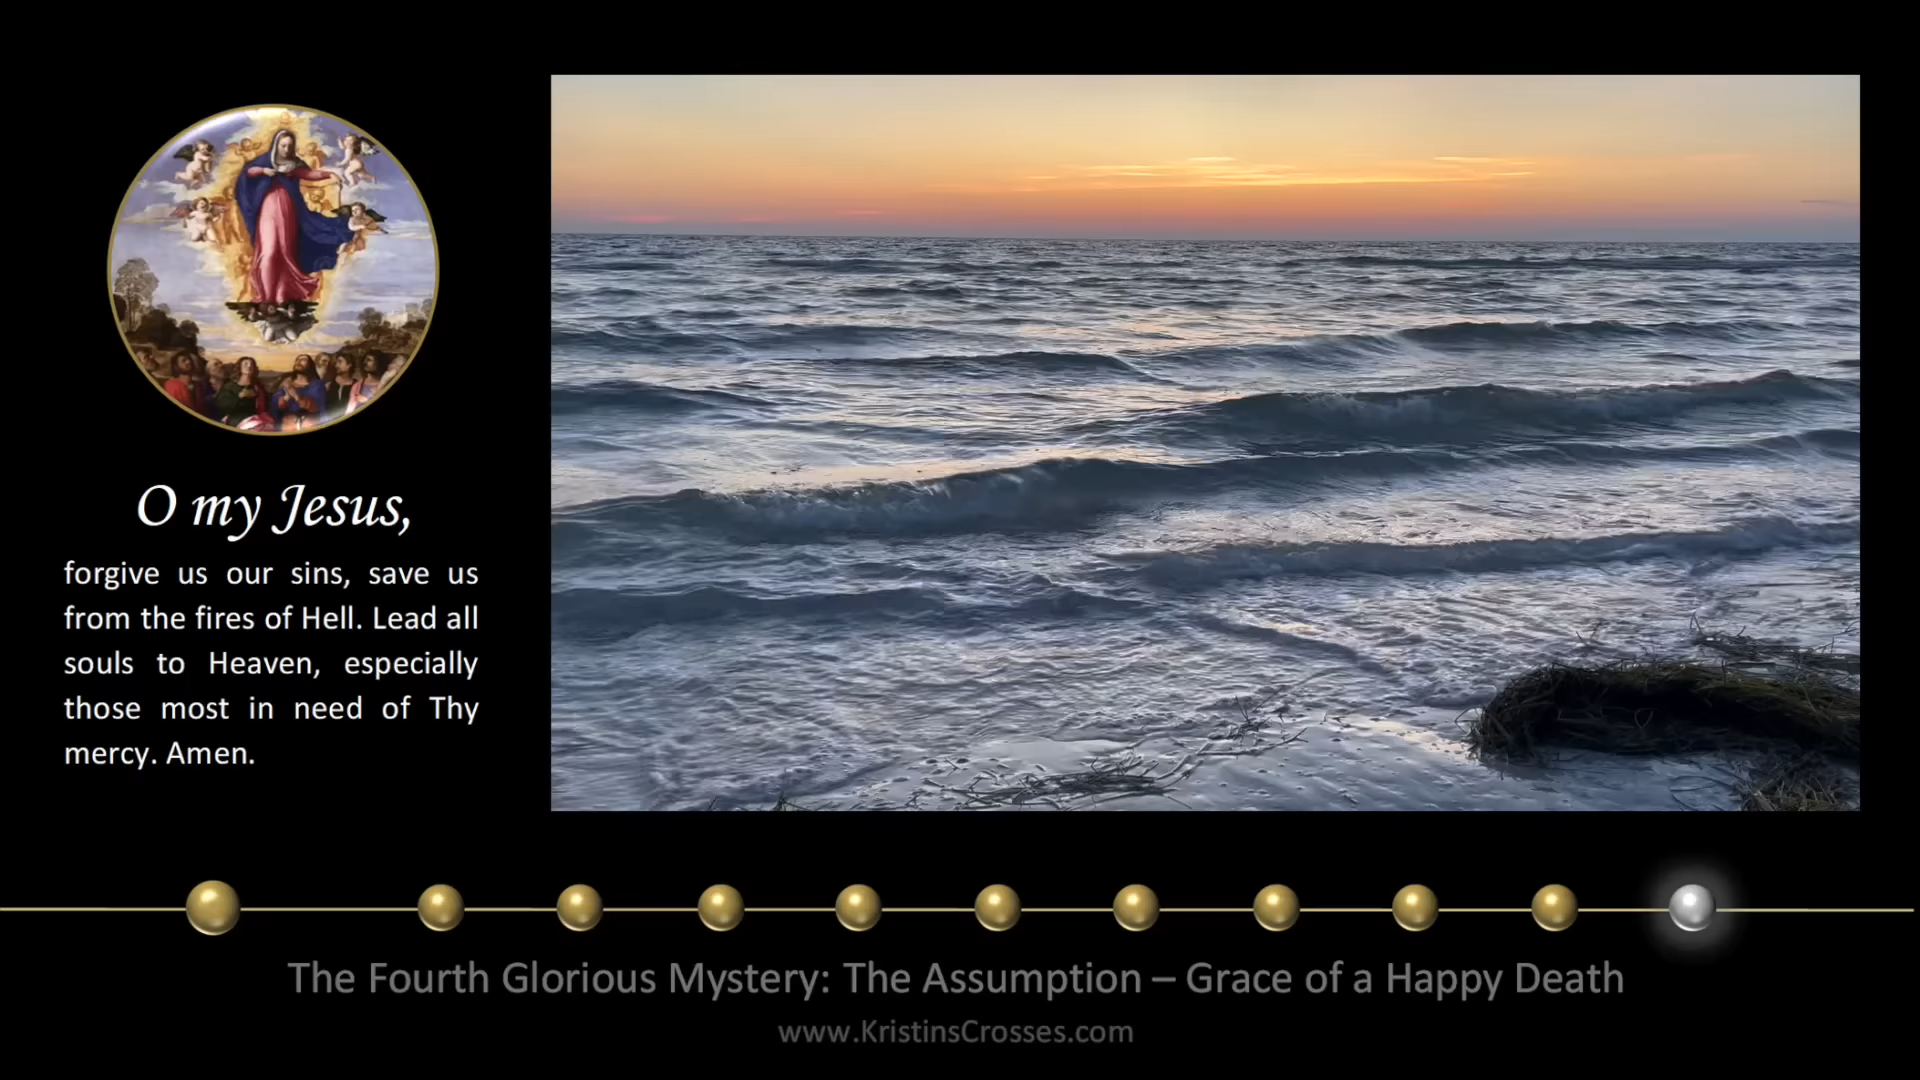 O my Jesus,
forgive us our sins, save us
from the fires of Hell. Lead all
souls to Heaven, especially
those most in need of Thy
mercy. Amen.
The Fourth Glorious Mystery: The Assumption – Grace of a Happy Death
www.KristinsCrosses.com